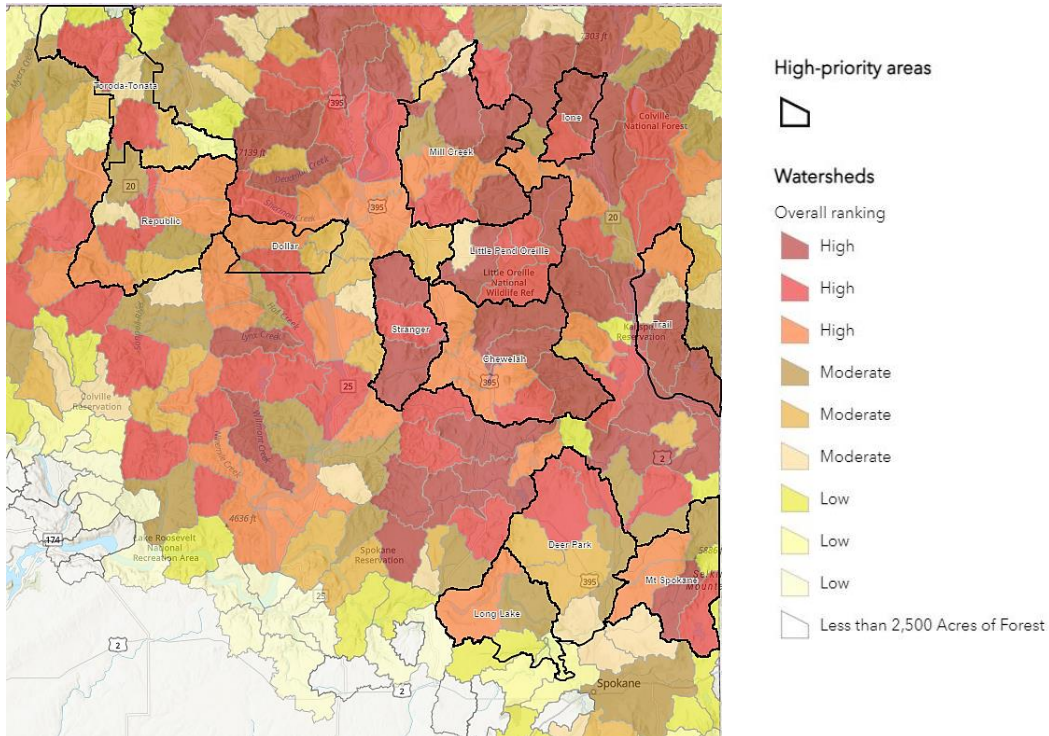 High-priority areas
Watersheds
Overall ranking
High
High
High
Moderate
Moderate
Moderate
Low
Low
Low
Less than 2,500 Acres of Forest
Toroda-Tonata
395
Tone
Colville
National Forest
7139 ft
Mill Creek
20
395
20
Republic
Dollar
Little Pend Oreille
Little Oreille
National
Wildlife Ref
Stranger
Trail
Reservation
Chewelah
395
25
Colville
Reservation
2
4636 ft
174
Lake Roosevelt
National
Recreation Area
Spokane
Reservation
Deer Park
395
Mt Spokane
25
Long Lake
2
2
Spokane